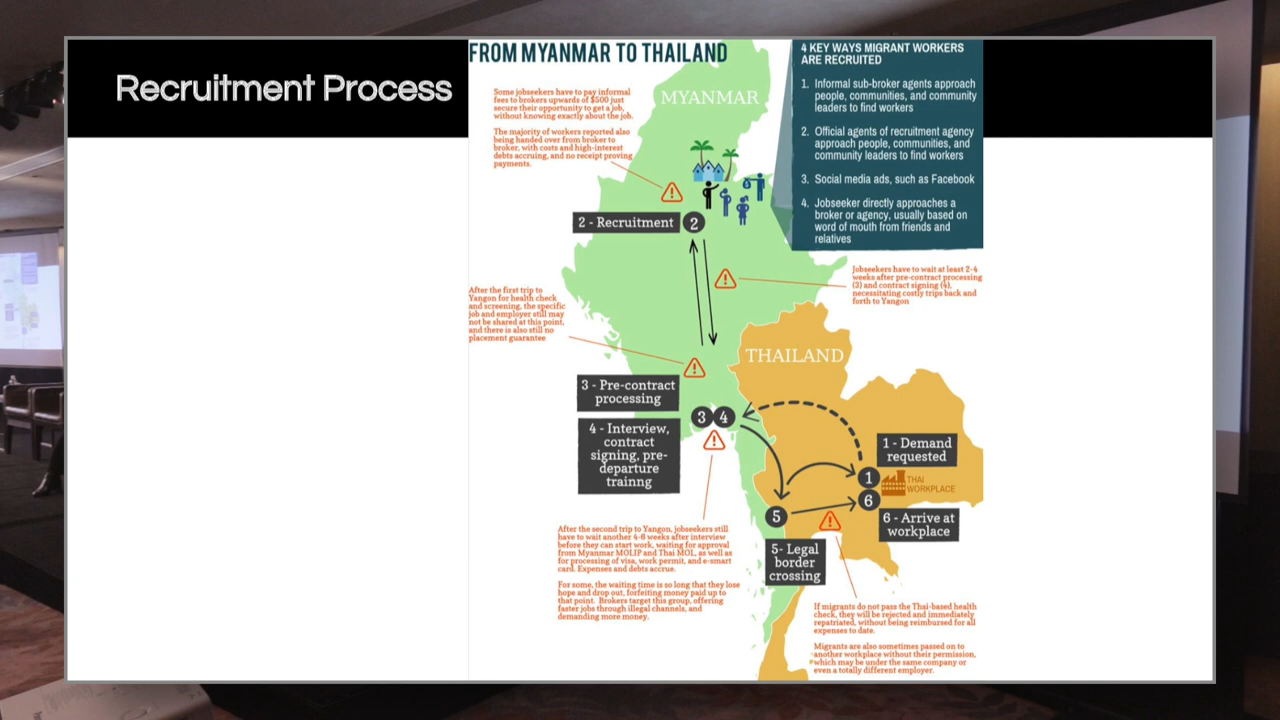 Recruitment Process
FROM MYANMAR TO THAILAND
Some jobseekers have to pay informal
fees to brokers upwards of $500 just
secure their opportunity to get a job,
without knowing exactly about the job.
The majority of workers reported also
being handed over from broker to
broker, with costs and high-interest
debts accruing, and no receipt proving
payments.
MYANMAR
4 KEY WAYS MIGRANT WORKERS
ARE RECRUITED
1. Informal sub-broker agents approach
people, communities, and community
leaders to find workers
2. Official agents of recruitment agency
approach people, communities, and
community leaders to find workers
3. Social media ads, such as Facebook
4. Jobseeker directly approaches a
broker or agency, usually based on
word of mouth from friends and
relatives
2 - Recruitment
2
Jobseekers have to wait at least 2-4
weeks after pre-contract processing
(3) and contract signing (4),
necessitating costly trips back and
forth to Yangon
After the first trip to
Yangon for health check
and screening, the specific
job and employer still may
not be shared at this point,
and there is also still no
placement guarantee
THAILAND
3 - Pre-contract
processing
3 4
4 - Interview,
contract
signing, pre-
departure
trainng
1 - Demand
requested
1
THAI
WORKPLACE
6
6 - Arrive at
workplace
5
5- Legal
border
crossing
After the second trip to Yangon, jobseekers still
have to wait another 4-6 weeks after interview
before they can start work, waiting for approval
from Myanmar MOLIP and Thai MOL, as well as
for processing of visa, work permit, and e-smart
card. Expenses and debts accrue.
For some, the waiting time is so long that they lose
hope and drop out, forfeiting money paid up to
that point. Brokers target this group, offering
faster jobs through illegal channels, and
demanding more money.
If migrants do not pass the Thai-based health
check, they will be rejected and immediately
repatriated, without being reimbursed for all
expenses to date.
Migrants are also sometimes passed on to
another workplace without their permission,
which may be under the same company or
even a totally different employer.